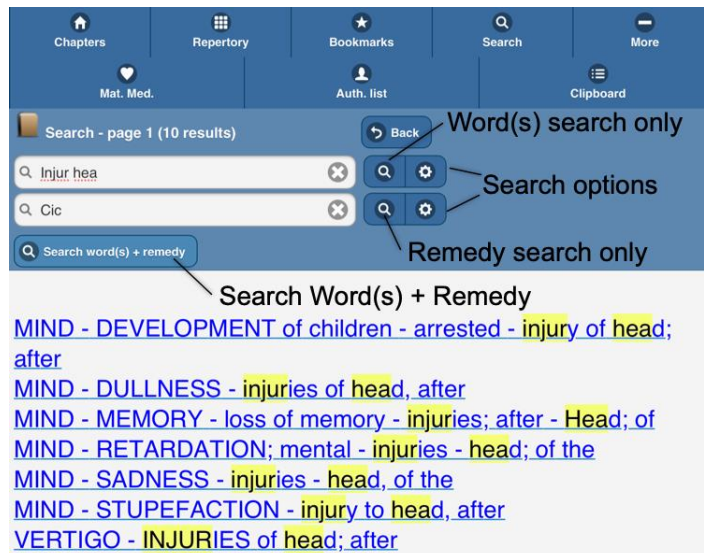 Chapters Repertory Bookmarks Search More
Mat. Med. Auth. list Clipboard
Search - page 1 (10 results) Back Word(s) search only
Injur hea
Search options
Cic
Remedy search only
Search word(s) + remedy
Search Word(s) + Remedy
MIND - DEVELOPMENT of children - arrested - injury of head;
after
MIND - DULLNESS - injuries of head, after
MIND - MEMORY - loss of memory - injuries; after - Head; of
MIND - RETARDATION; mental - injuries - head; of the
MIND - SADNESS - injuries - head, of the
MIND - STUPEFACTION - injury to head, after
VERTIGO - INJURIES of head; after